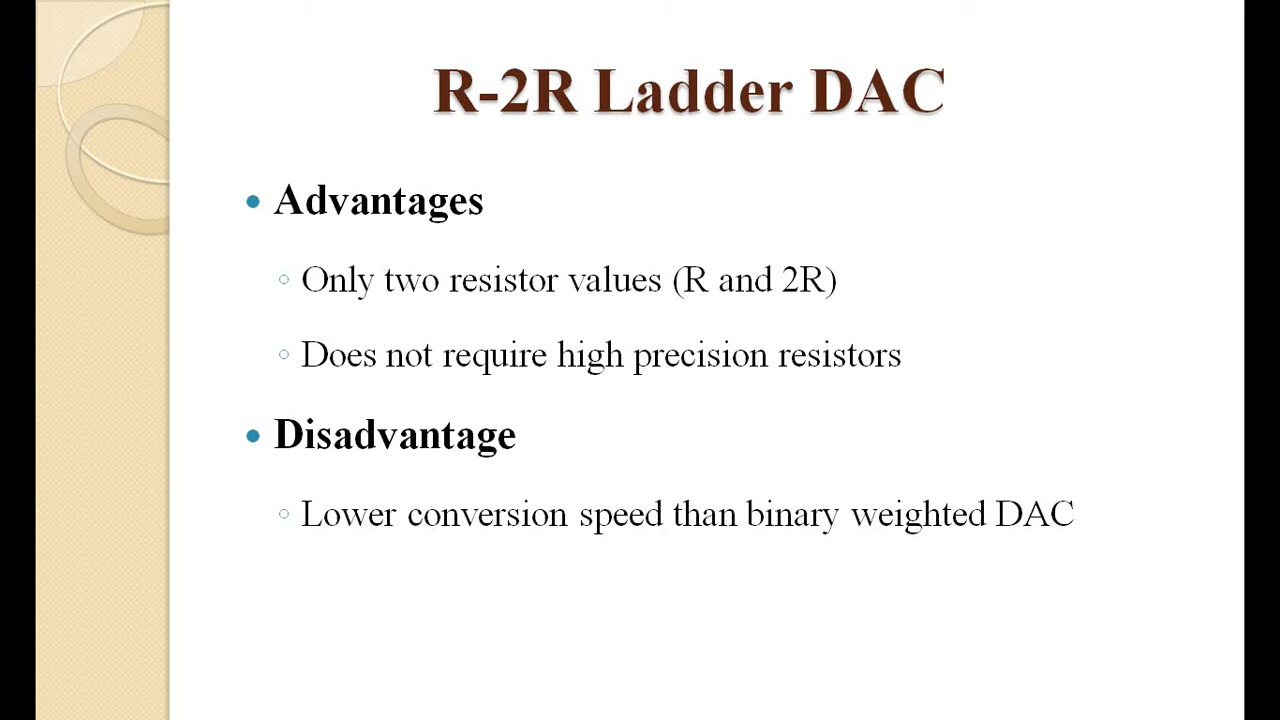 R-2R Ladder DAC
• Advantages
◦ Only two resistor values (R and 2R)
◦ Does not require high precision resistors
• Disadvantage
◦ Lower conversion speed than binary weighted DAC